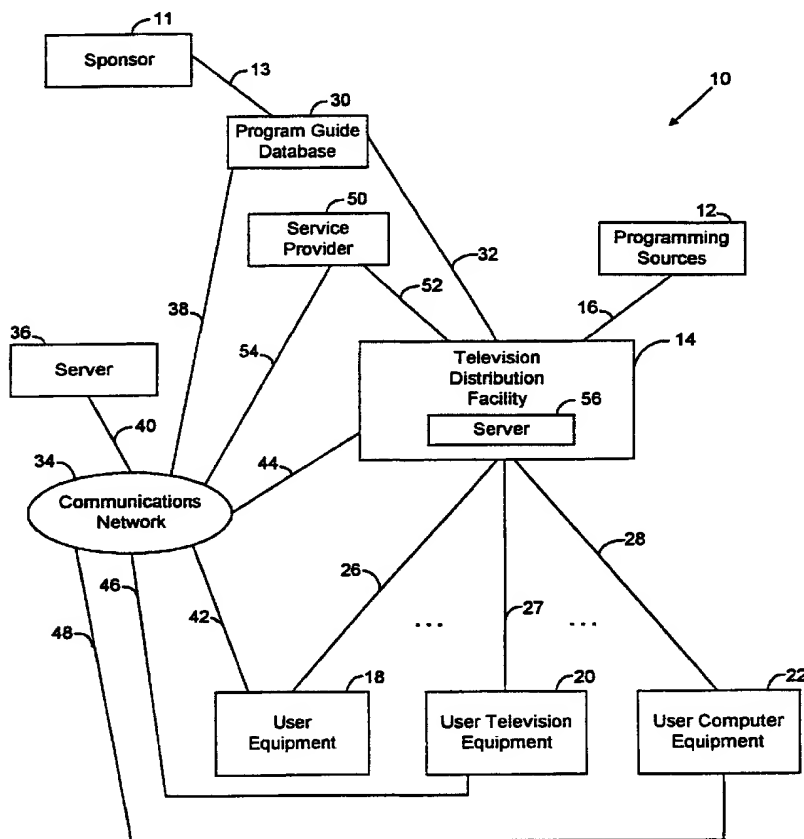 11
Sponsor
13
10
30
Program Guide
Database
50
Service
Provider
12
Programming
Sources
32
52
16
38
54
36
Server
14
Television
Distribution
Facility
56
Server
40
34
44
Communications
Network
28
26
46
42
27
48
... ...
18
User
Equipment
20
User Television
Equipment
22
User Computer
Equipment